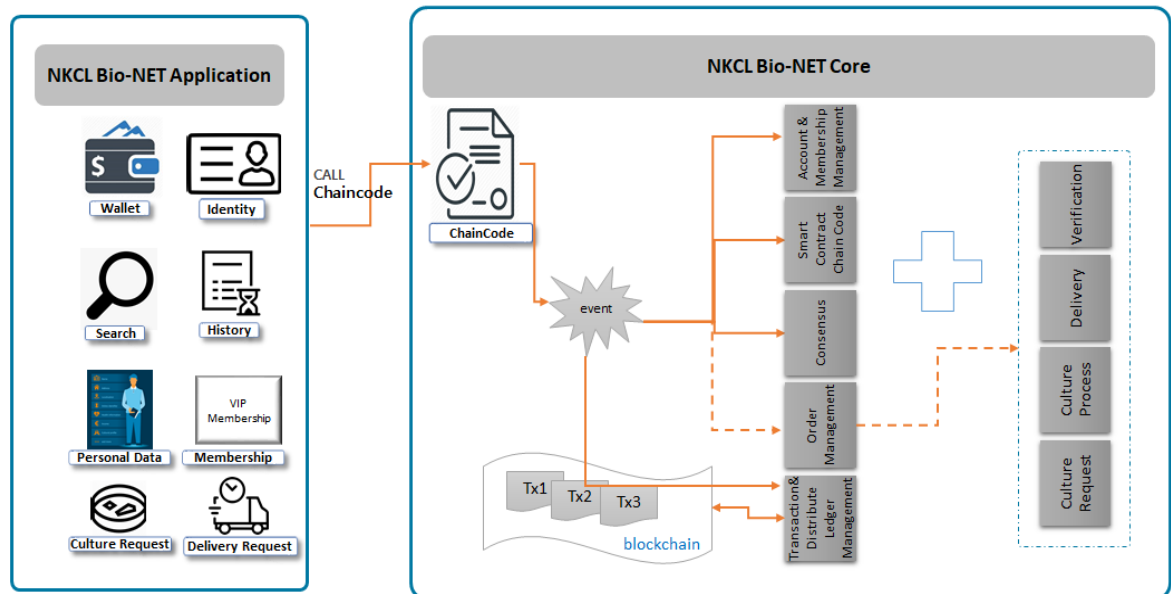 NKCL Bio-NET Application
$
Wallet
Identity
Search
History
Personal Data
VIP
Membership
Membership
Culture Request
Delivery Request
CALL
Chaincode
NKCL Bio-NET Core
ChainCode
event
Tx1
Tx2
Tx3
blockchain
Account &
Membership
Management
Smart
Contract
Chain Code
Consensus
Order
Management
Transaction&
Distribute
Ledger
Management
Verification
Delivery
Culture
Process
Culture
Request